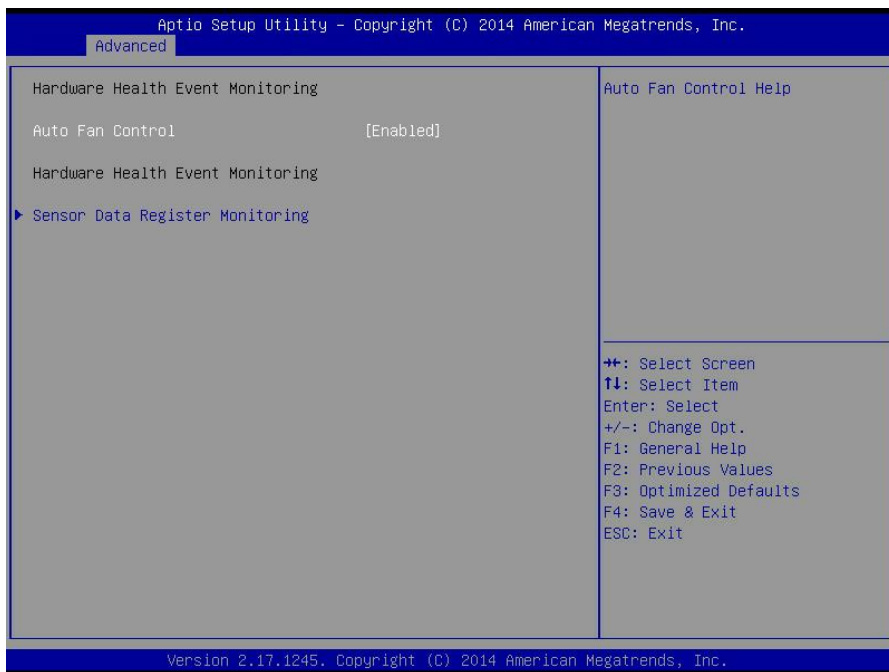 Aptio Setup Utility – Copyright (C) 2014 American Megatrends, Inc.
Advanced
Hardware Health Event Monitoring
Auto Fan Control [Enabled]
Hardware Health Event Monitoring
Sensor Data Register Monitoring
Auto Fan Control Help
→←: Select Screen
↑↓: Select Item
Enter: Select
+/-: Change Opt.
F1: General Help
F2: Previous Values
F3: Optimized Defaults
F4: Save & Exit
ESC: Exit
Version 2.17.1245. Copyright (C) 2014 American Megatrends, Inc.